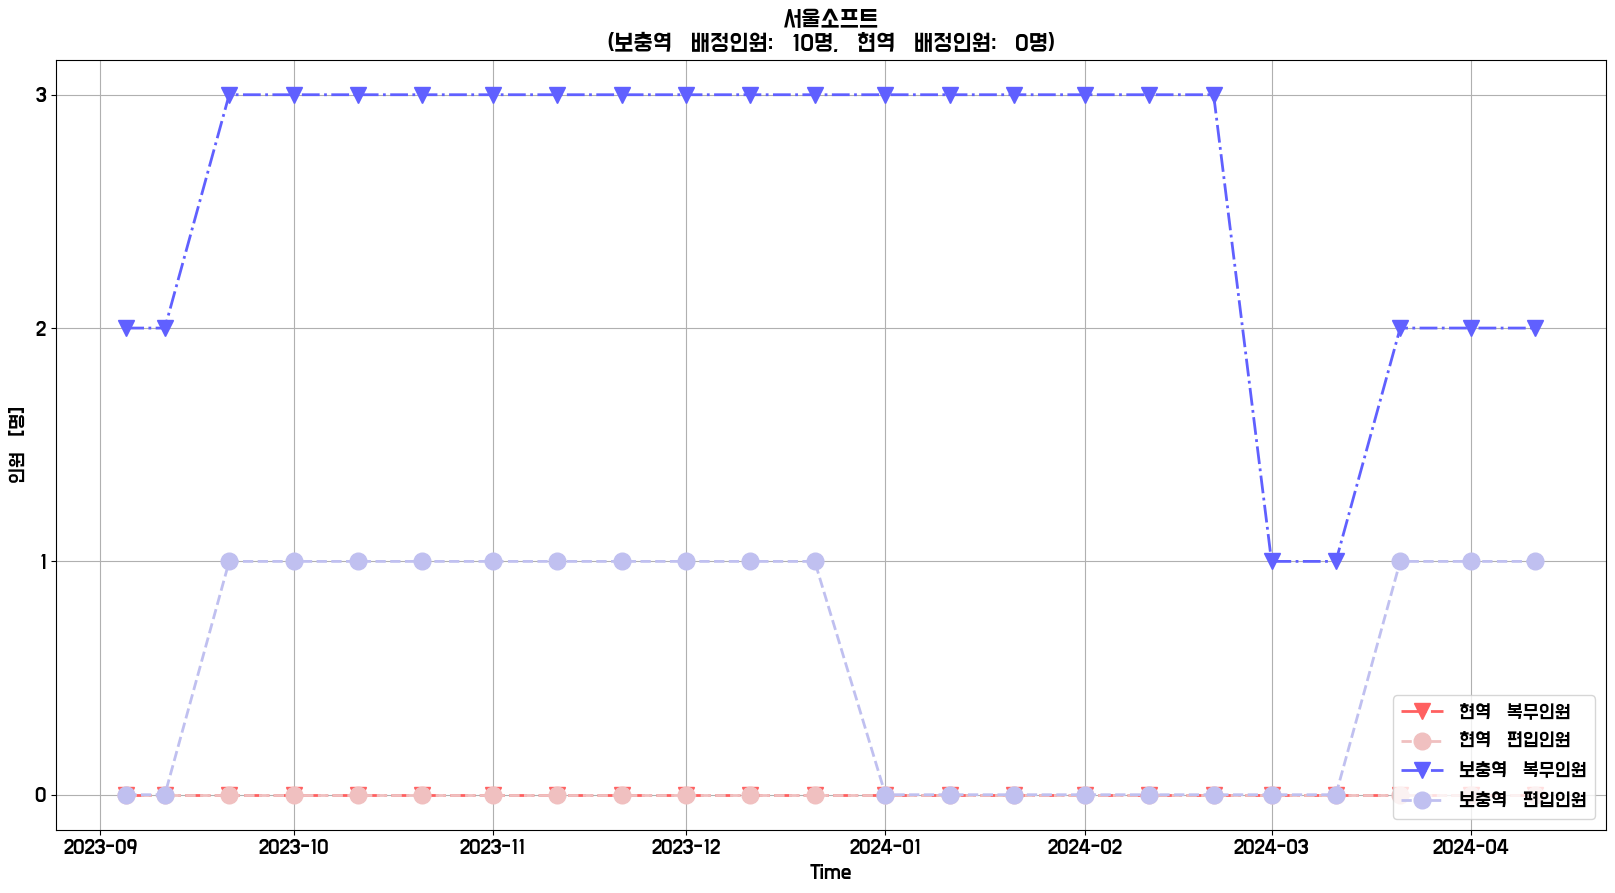 서울소프트
(보충역 배정인원: 10명, 현역 배정인원: 0명)
3
2
1
0
인원 [명]
2023-09 2023-10 2023-11 2023-12 2024-01 2024-02 2024-03 2024-04
Time
현역 복무인원
현역 편입인원
보충역 복무인원
보충역 편입인원